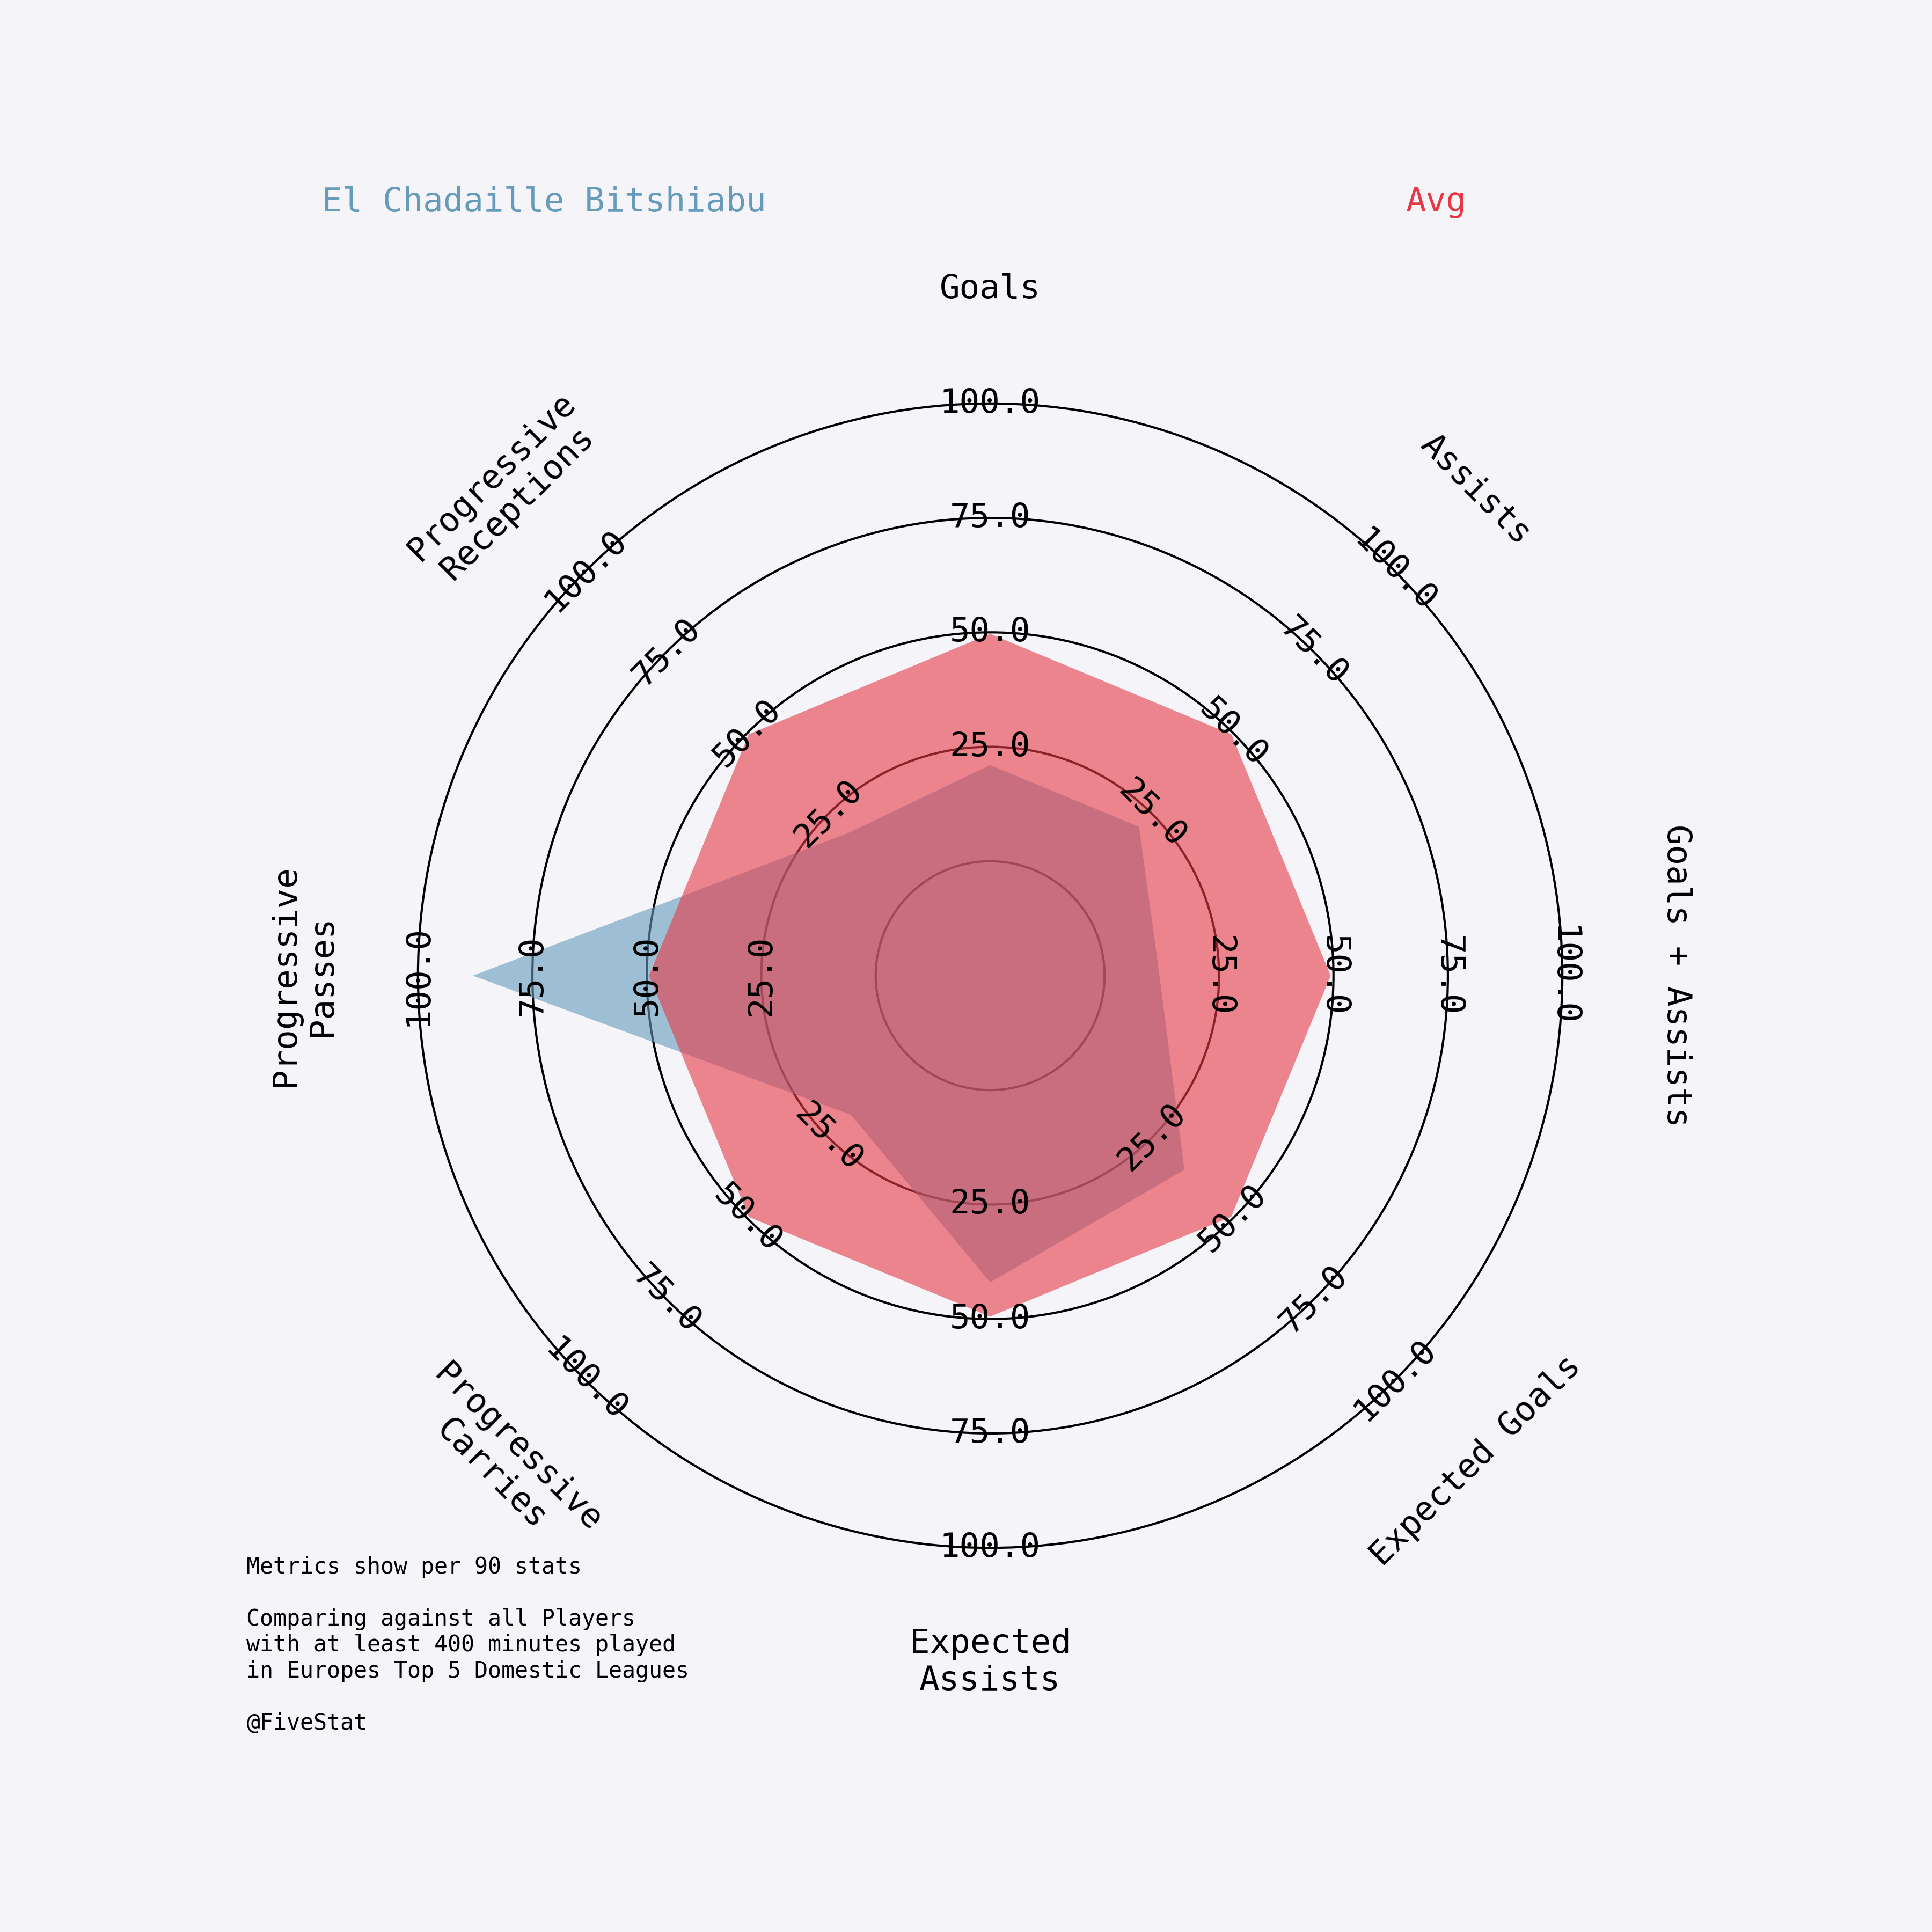 El Chadaille Bitshiabu
Avg
Goals
Assists
Goals + Assists
Expected Goals
Expected
Assists
Progressive
Carries
Progressive
Passes
Progressive
Receptions
25.0
50.0
75.0
100.0
25.0
50.0
75.0
100.0
25.0
50.0
75.0
100.0
25.0
50.0
75.0
100.0
25.0
50.0
75.0
100.0
25.0
50.0
75.0
100.0
25.0
50.0
75.0
100.0
25.0
50.0
75.0
100.0
Metrics show per 90 stats
Comparing against all Players
with at least 400 minutes played
in Europes Top 5 Domestic Leagues
@FiveStat